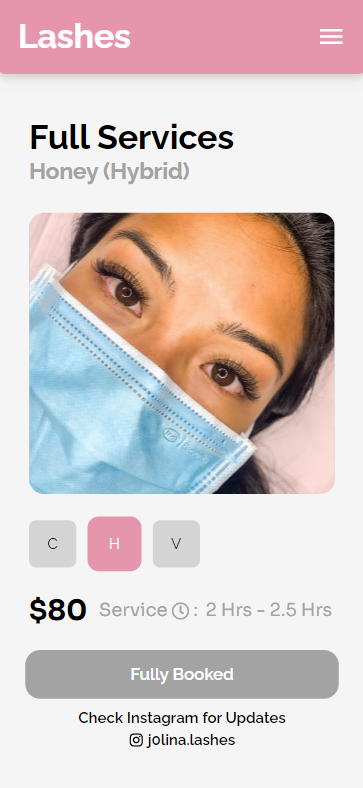 Lashes
Full Services
Honey (Hybrid)
C
H
V
$80 Service : 2 Hrs - 2.5 Hrs
Fully Booked
Check Instagram for Updates
j0lina.lashes